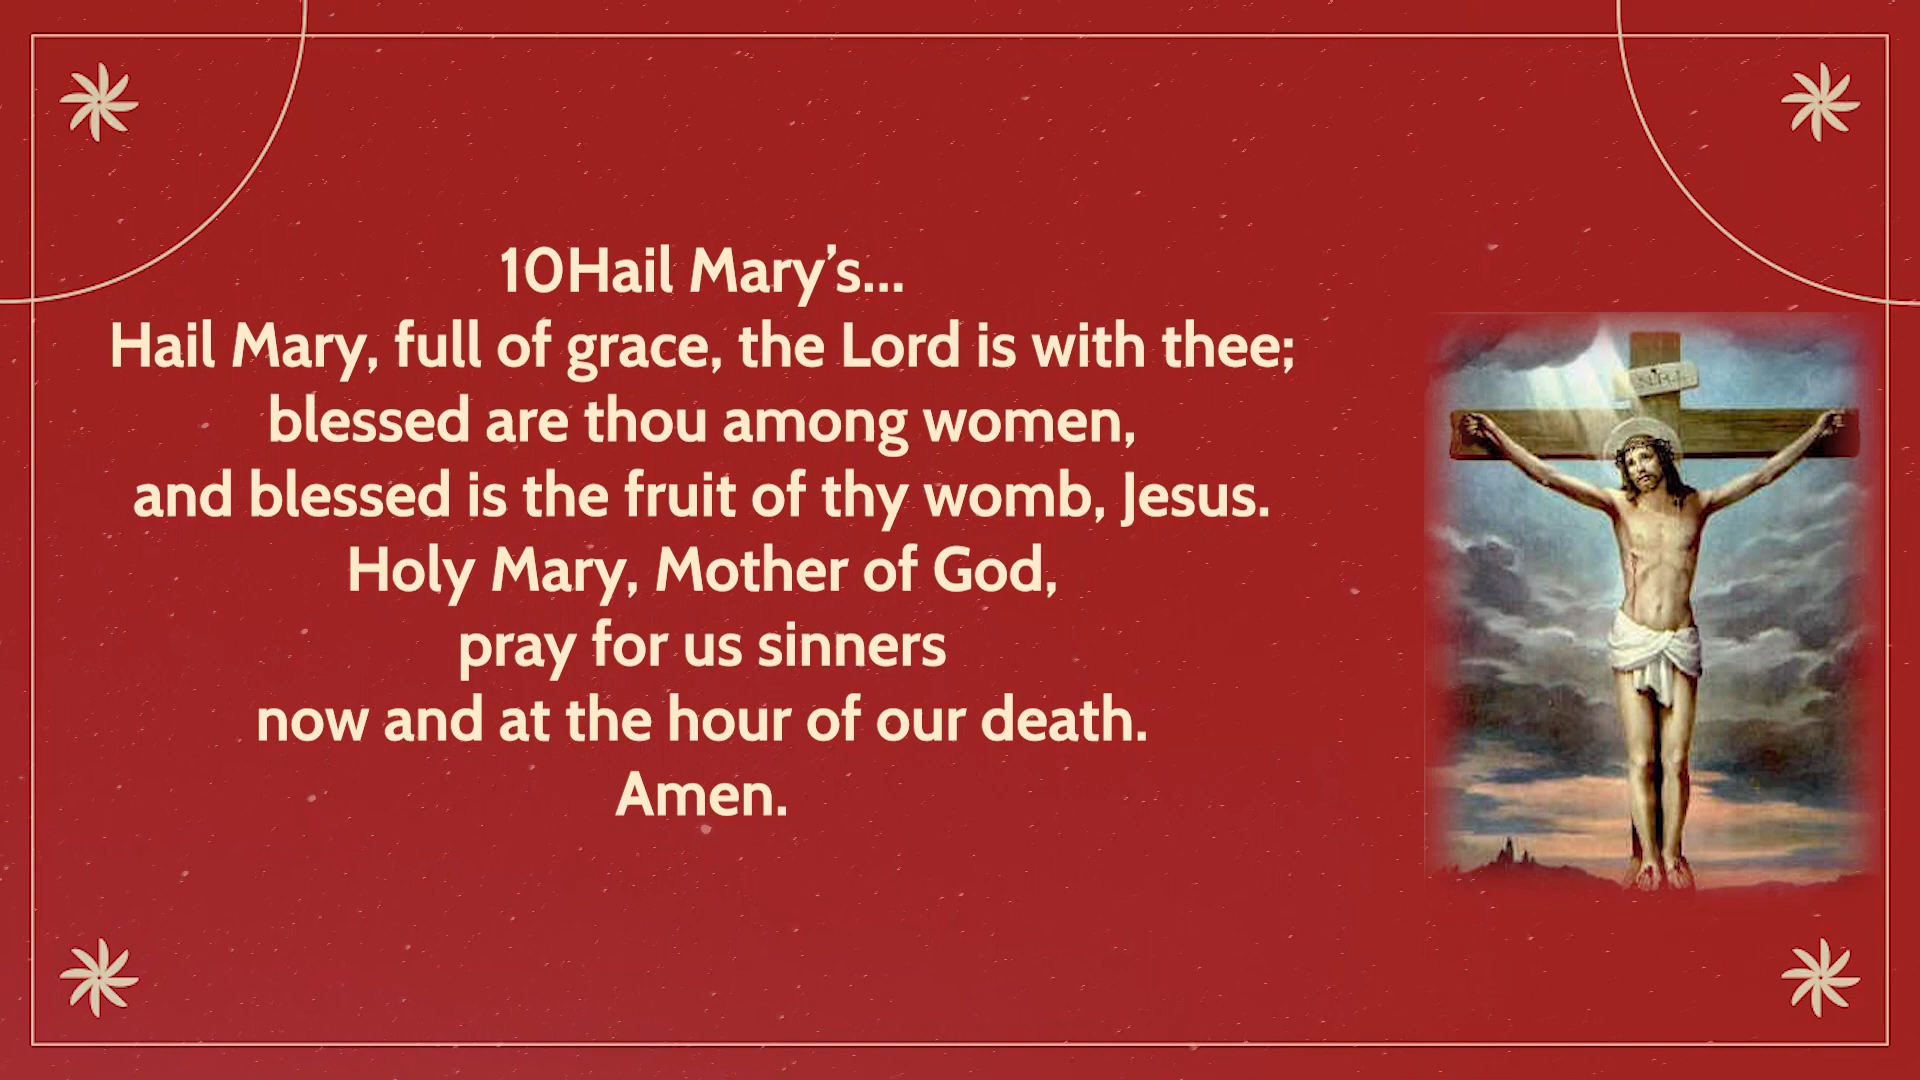 10Hail Mary’s...
Hail Mary, full of grace, the Lord is with thee;
blessed are thou among women,
and blessed is the fruit of thy womb, Jesus.
Holy Mary, Mother of God,
pray for us sinners
now and at the hour of our death.
Amen.